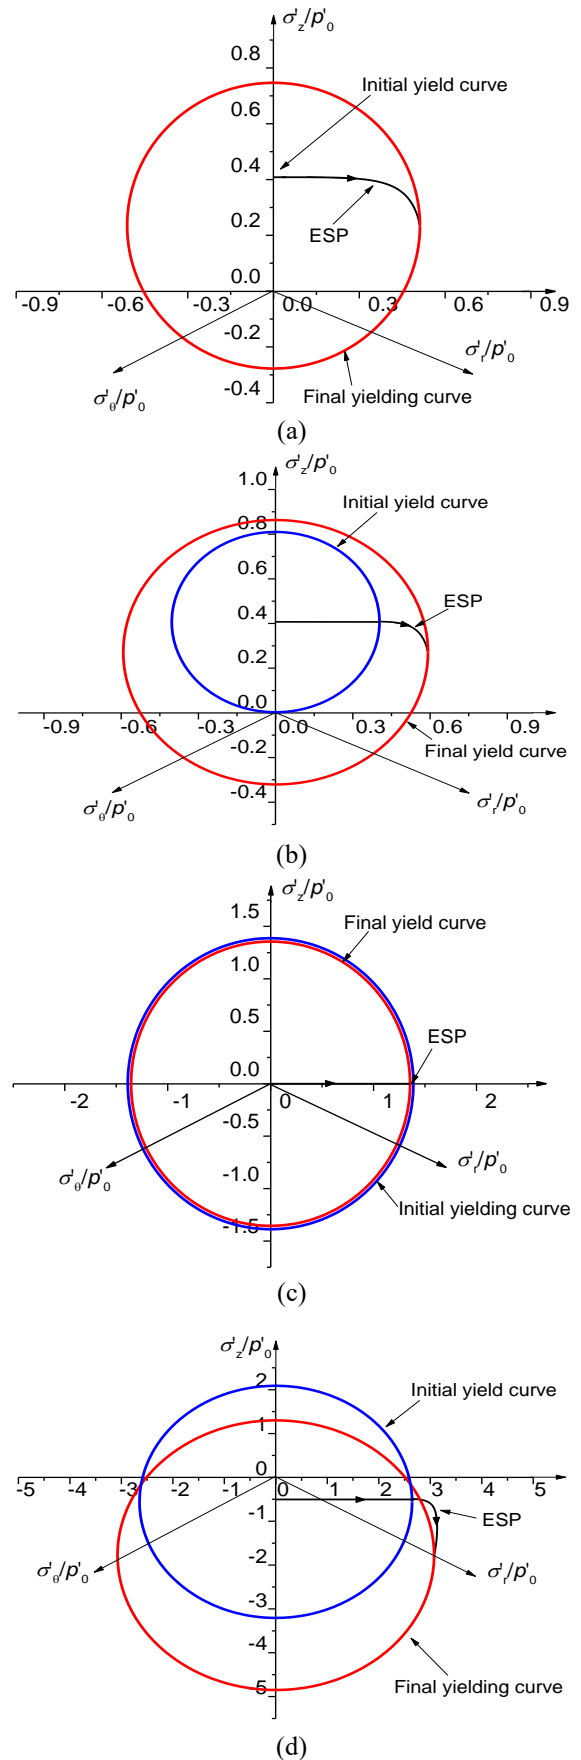 σ'z/p'0
0.8
Initial yield curve
0.6
0.4
ESP
0.2
0.0
-0.9 -0.6 -0.3 0.0 0.3 0.6 0.9
-0.2
σ'r/p'0
σ'θ/p'0
Final yielding curve
-0.4
(a)
σ'z/p'0
1.0
Initial yield curve
0.8
0.6
ESP
0.4
0.2
0.0
-0.9 -0.6 -0.3 0.0 0.3 0.6 0.9
-0.2
Final yield curve
σ'θ/p'0 σ'r/p'0
-0.4
(b)
σ'z/p'0
1.5
Final yield curve
1.0
0.5
ESP
0.0
-2 -1 0 1 2
-0.5
σ'θ/p'0 σ'r/p'0
-1.0
Initial yielding curve
-1.5
(c)
σ'z/p'0
2
Initial yield curve
1
0
-5 -4 -3 -2 -1 0 1 2 3 4 5
-1
ESP
-2
σ'θ/p'0 σ'r/p'0
-3
-4
Final yielding curve
5
(d)